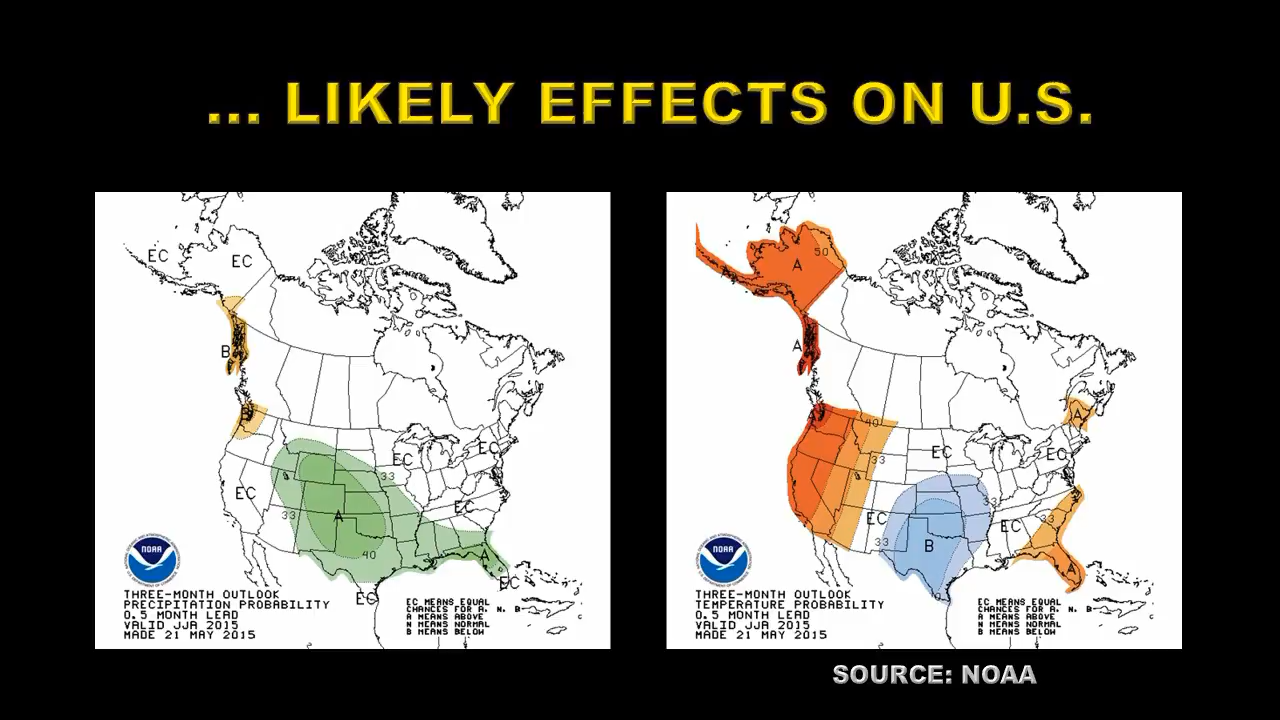 ... LIKELY EFFECTS ON U.S.
EC
EC
B
B
EC
EC
EC
33
33
EC
A
40
A
EC
EC
NOAA
THREE-MONTH OUTLOOK
PRECIPITATION PROBABILITY
0.5 MONTH LEAD
VALID JJA 2015
MADE 21 MAY 2015
EC MEANS EQUAL
CHANCES FOR A, N, B
A MEANS ABOVE
N MEANS NORMAL
B MEANS BELOW
50
A
A
40
A
33
EC
EC
33
EC
33
EC
33
B
A
NOAA
THREE-MONTH OUTLOOK
TEMPERATURE PROBABILITY
0.5 MONTH LEAD
VALID JJA 2015
MADE 21 MAY 2015
EC MEANS EQUAL
CHANCES FOR A, N, B
A MEANS ABOVE
N MEANS NORMAL
B MEANS BELOW
SOURCE: NOAA